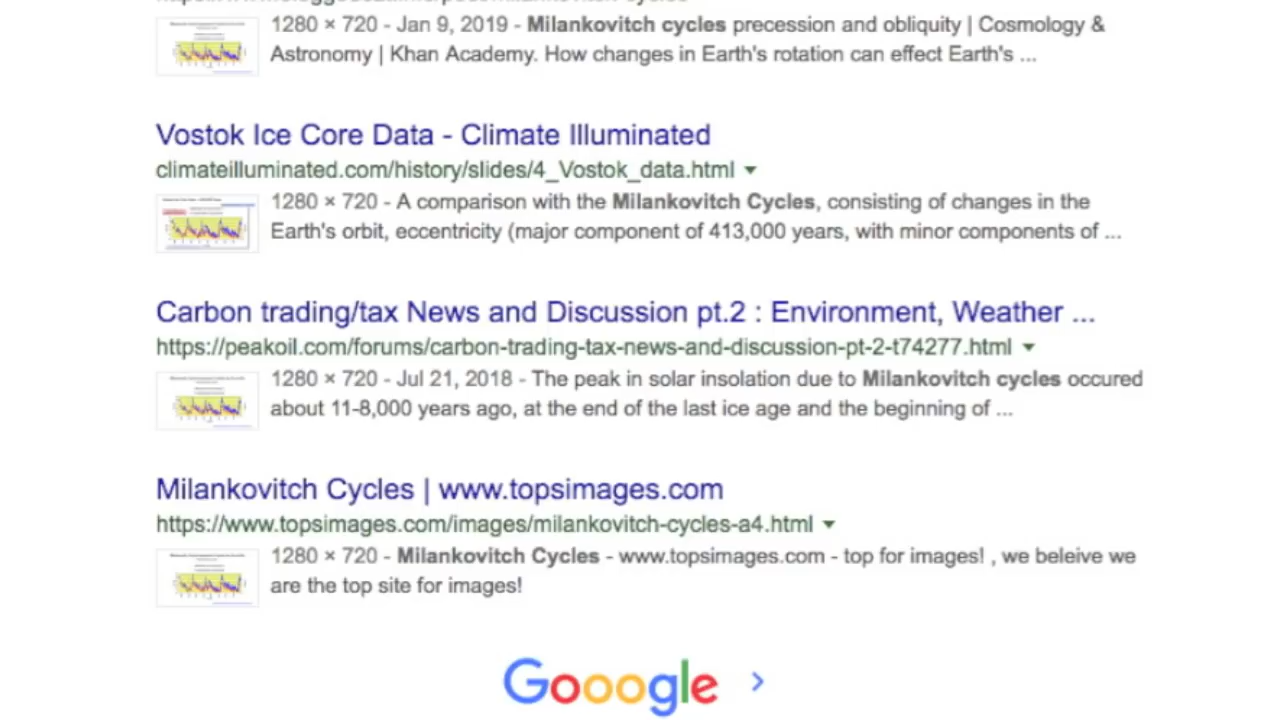 1280 × 720 - Jan 9, 2019 - Milankovitch cycles precession and obliquity | Cosmology &
Astronomy | Khan Academy. How changes in Earth's rotation can effect Earth's ...
Vostok Ice Core Data - Climate Illuminated
climateilluminated.com/history/slides/4_Vostok_data.html
1280 × 720 - A comparison with the Milankovitch Cycles, consisting of changes in the
Earth's orbit, eccentricity (major component of 413,000 years, with minor components of ...
Carbon trading/tax News and Discussion pt.2 : Environment, Weather ...
https://peakoil.com/forums/carbon-trading-tax-news-and-discussion-pt-2-t74277.html
1280 × 720 - Jul 21, 2018 - The peak in solar insolation due to Milankovitch cycles occured
about 11-8,000 years ago, at the end of the last ice age and the beginning of ...
Milankovitch Cycles | www.topsimages.com
https://www.topsimages.com/images/milankovitch-cycles-a4.html
1280 × 720 - Milankovitch Cycles - www.topsimages.com - top for images! , we beleive we
are the top site for images!
Gooogle >